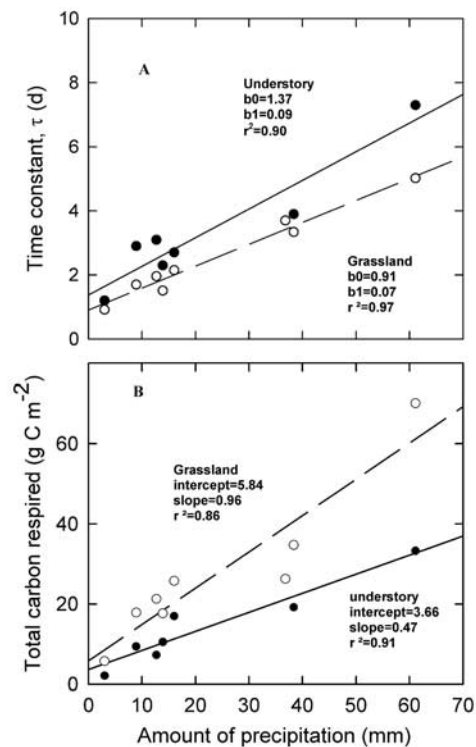 10
8
6
4
2
0
Time constant, τ (d)
A
Understory
b0=1.37
b1=0.09
r²=0.90
Grassland
b0=0.91
b1=0.07
r ²=0.97
60
40
20
0
Total carbon respired (g C m⁻²)
B
Grassland
intercept=5.84
slope=0.96
r ²=0.86
understory
intercept=3.66
slope=0.47
r ²=0.91
0 10 20 30 40 50 60 70
Amount of precipitation (mm)